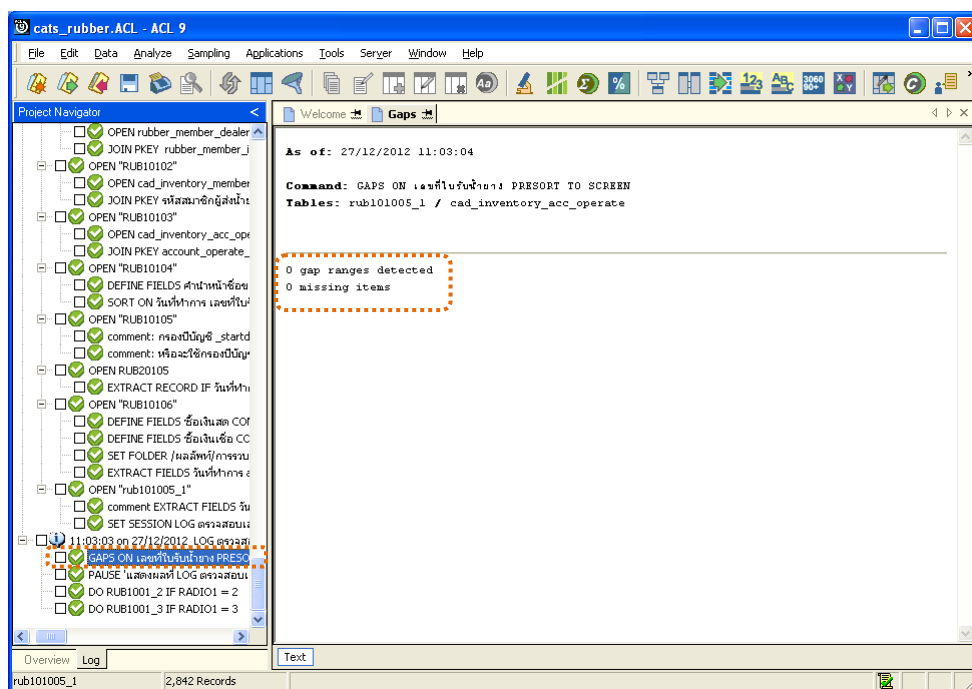 cats_rubber.ACL - ACL 9
File Edit Data Analyze Sampling Applications Tools Server Window Help
Project Navigator <
Welcome Gaps
OPEN rubber_member_dealer
JOIN PKEY rubber_member_i
OPEN "RUB10102"
OPEN cad_inventory_member
JOIN PKEY รหัสสมาชิกผู้ส่งน้ำย
OPEN "RUB10103"
OPEN cad_inventory_acc_ope
JOIN PKEY account_operate_
OPEN "RUB10104"
DEFINE FIELDS คำนำหน้าชื่อข
SORT ON วันที่ทำการ เลขที่ใบรั
OPEN "RUB10105"
comment: กรองปีบัญชี _startd
comment: หรือจะใช้กรองปีบัญ
OPEN RUB20105
EXTRACT RECORD IF วันที่ทำ
OPEN "RUB10106"
DEFINE FIELDS ซื้อเงินสด COM
DEFINE FIELDS ซื้อเงินเชื่อ CO
SET FOLDER /ผลลัพท์/การรวบ
EXTRACT FIELDS วันที่ทำการ
OPEN "rub101005_1"
comment EXTRACT FIELDS วัน
SET SESSION LOG ตรวจสอบเล
11:03:03 on 27/12/2012 LOG ตรวจส
GAPS ON เลขที่ใบรับน้ำยาง PRESO
PAUSE 'แสดงผลที่ LOG ตรวจสอบเ
DO RUB1001_2 IF RADIO1 = 2
DO RUB1001_3 IF RADIO1 = 3
Overview Log
As of: 27/12/2012 11:03:04
Command: GAPS ON เลขที่ใบรับน้ำยาง PRESORT TO SCREEN
Tables: rub101005_1 / cad_inventory_acc_operate
0 gap ranges detected
0 missing items
Text
rub101005_1 2,842 Records